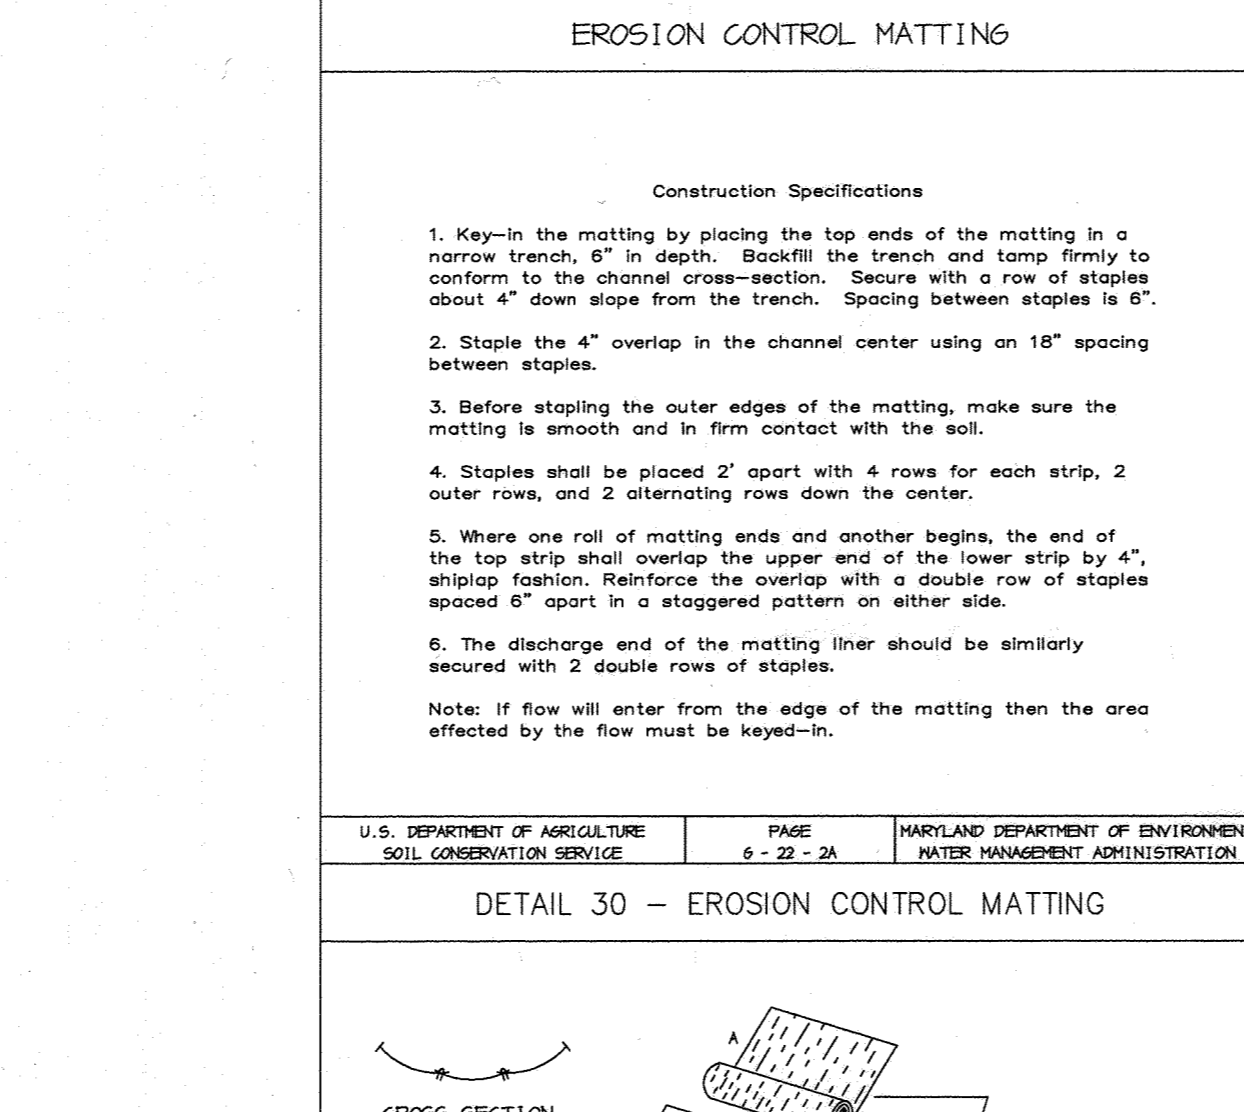 EROSION CONTROL MATTING
Construction Specifications
1. Key—in the matting by placing the top ends of the matting in a
narrow trench, 6" in depth. Backfill the trench and tamp firmly to
conform to the channel cross—section. Secure with a row of staples
about 4" down slope from the trench. Spacing between staples is 6".
2. Staple the 4" overlap in the channel center using an 18" spacing
between staples.
3. Before stapling the outer edges of the matting, make sure the
matting is smooth and in firm contact with the soil.
4. Staples shall be placed 2' apart with 4 rows for each strip, 2
outer rows, and 2 alternating rows down the center.
5. Where one roll of matting ends and another begins, the end of
the top strip shall overlap the upper end of the lower strip by 4",
shiplap fashion. Reinforce the overlap with a double row of staples
spaced 6" apart in a staggered pattern on either side.
6. The discharge end of the matting liner should be similarly
secured with 2 double rows of staples.
Note: If flow will enter from the edge of the matting then the area
effected by the flow must be keyed—in.
U.S. DEPARTMENT OF AGRICULTURE
SOIL CONSERVATION SERVICE
PAGE
G - 22 - 2A
MARYLAND DEPARTMENT OF ENVIRONMEN
WATER MANAGEMENT ADMINISTRATION
DETAIL 30 — EROSION CONTROL MATTING
A
CROSS SECTION